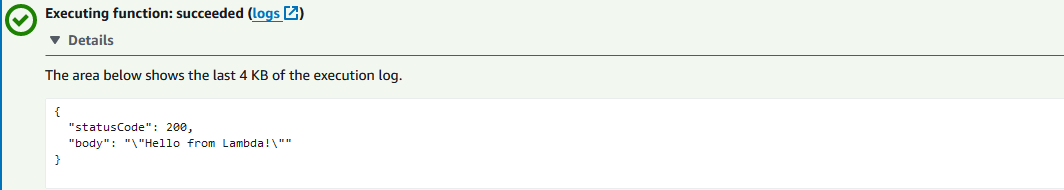 Executing function: succeeded (logs)
Details
The area below shows the last 4 KB of the execution log.
{
  "statusCode": 200,
  "body": "\"Hello from Lambda!\""
}